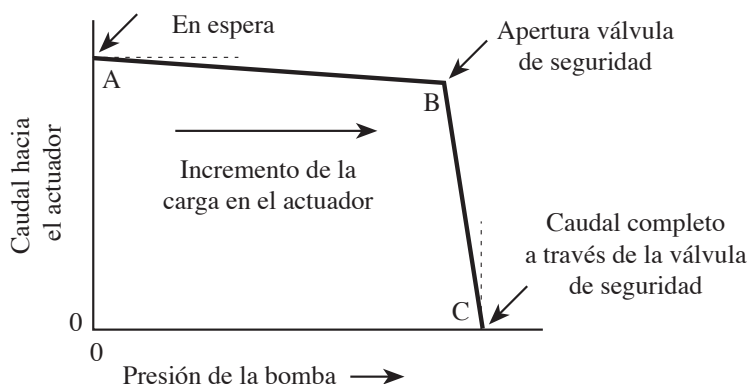 En espera
Apertura válvula
de seguridad
A
B
Caudal hacia
el actuador
Incremento de la
carga en el actuador
Caudal completo
a través de la válvula
de seguridad
C
0
0
Presión de la bomba